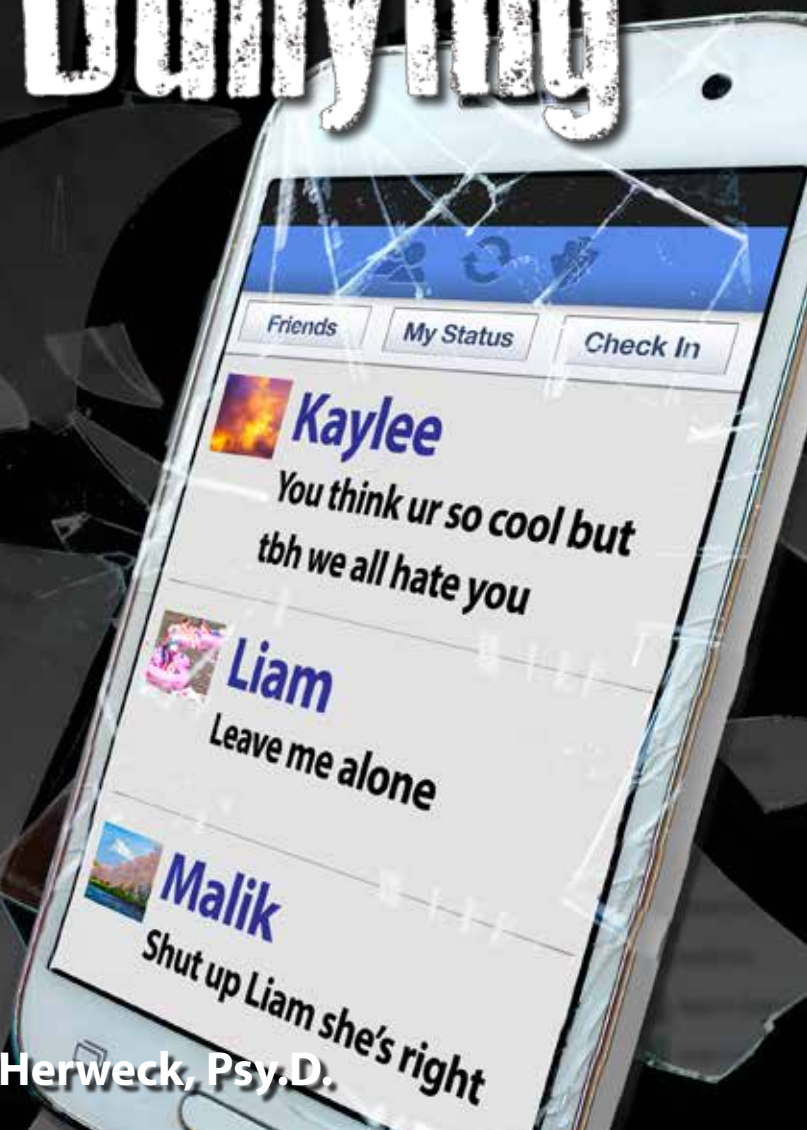 Bullying
Friends
My Status
Check In
Kaylee
You think ur so cool but
tbh we all hate you
Liam
Leave me alone
Malik
Shut up Liam she's right
Herweck, Psy.D.